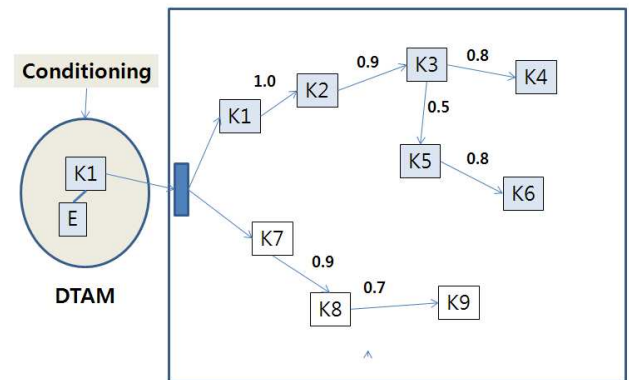 Conditioning
K1
E
DTAM
K1
1.0
K2
0.9
K3
0.8
K4
0.5
K5
0.8
K6
K7
0.9
K8
0.7
K9